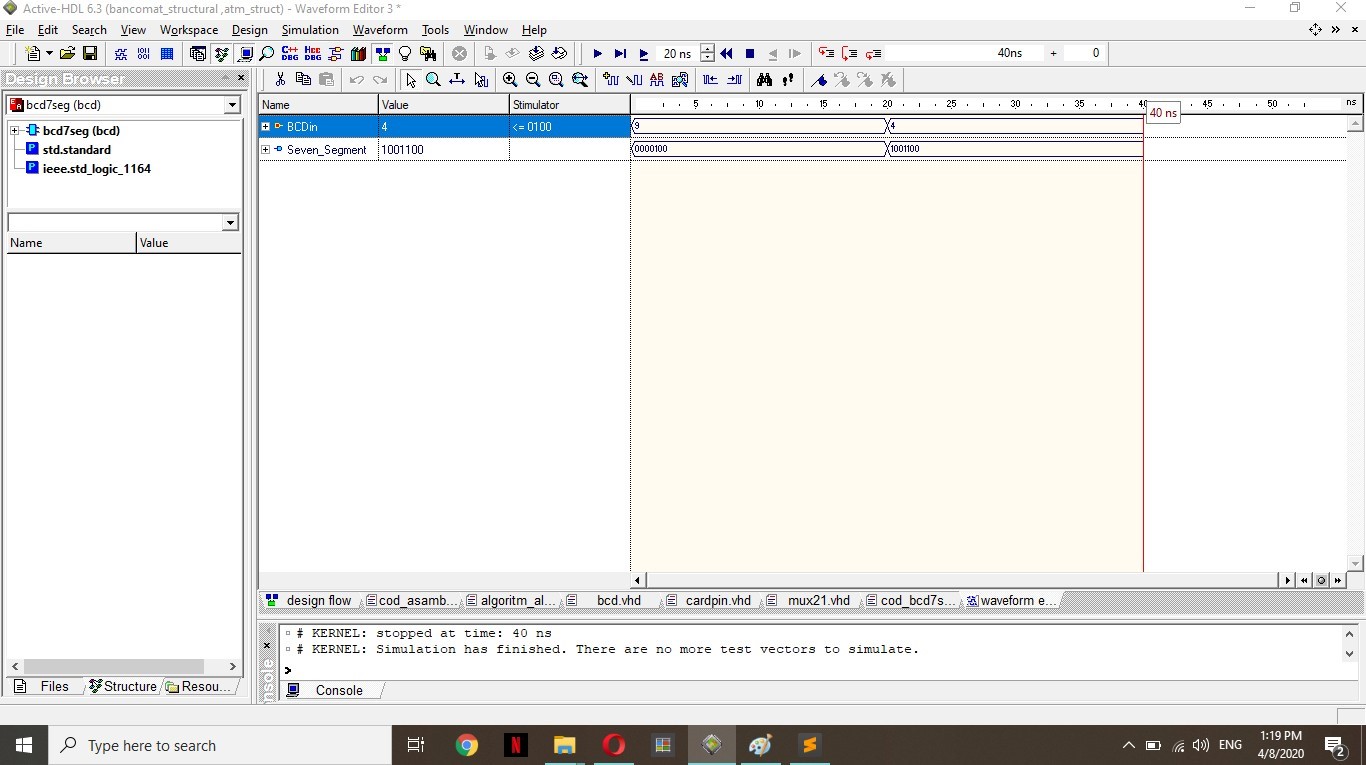 Active-HDL 6.3 (bancomat_structural ,atm_struct) - Waveform Editor 3 *
File Edit Search View Workspace Design Simulation Waveform Tools Window Help
C++ DBG HDE DBG 20 ns 40ns + 0
Design Browser
bcd7seg (bcd)
bcd7seg (bcd)
std.standard
ieee.std_logic_1164
Name Value
Name Value Stimulator 5 10 15 20 25 30 35 40 45 50 ns
40 ns
BCDin 4 <= 0100 9 4
Seven_Segment 1001100 0000100 1001100
design flow cod_asamb... algoritm_al... bcd.vhd cardpin.vhd mux21.vhd cod_bcd7s... waveform e...
# KERNEL: stopped at time: 40 ns
# KERNEL: Simulation has finished. There are no more test vectors to simulate.
>
Console
Files Structure Resou...
Type here to search
ENG
1:19 PM
4/8/2020
2